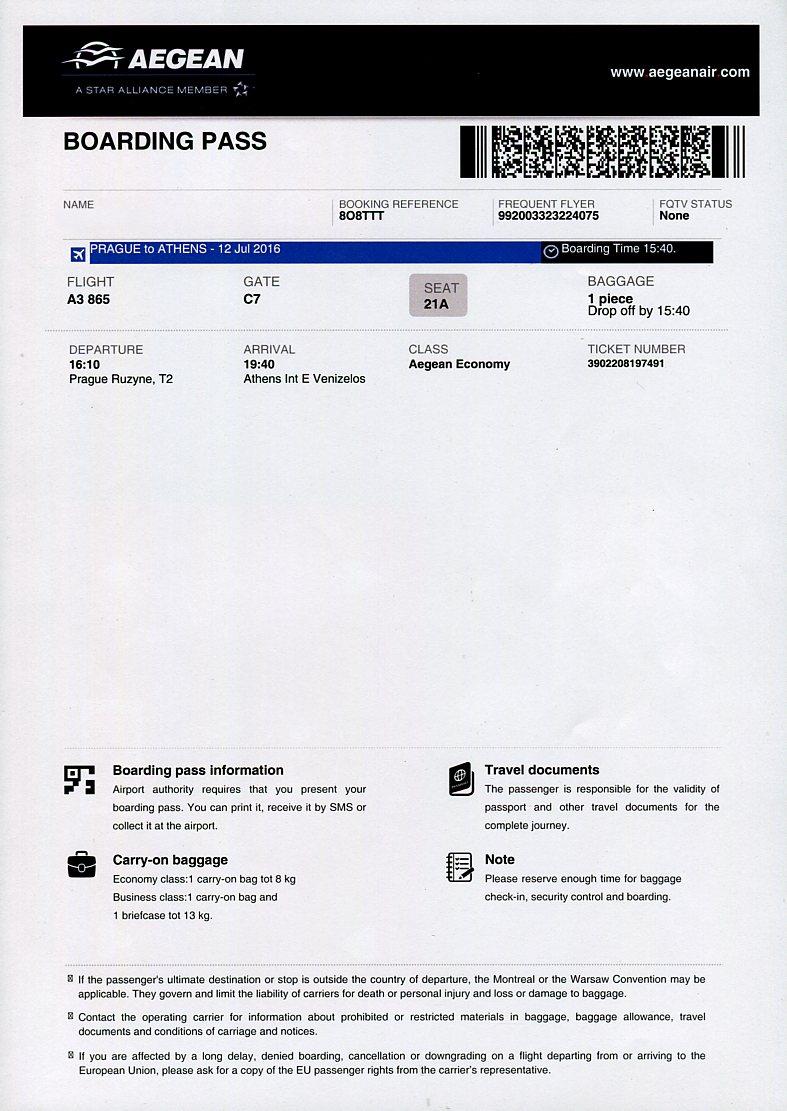 AEGEAN
www.aegeanair.com
A STAR ALLIANCE MEMBER
BOARDING PASS
NAME
BOOKING REFERENCE
8O8TTT
FREQUENT FLYER
992003323224075
FQTV STATUS
None
PRAGUE to ATHENS - 12 Jul 2016
Boarding Time 15:40.
FLIGHT
A3 865
GATE
C7
SEAT
21A
BAGGAGE
1 piece
Drop off by 15:40
DEPARTURE
16:10
Prague Ruzyne, T2
ARRIVAL
19:40
Athens Int E Venizelos
CLASS
Aegean Economy
TICKET NUMBER
3902208197491
Boarding pass information
Airport authority requires that you present your
boarding pass. You can print it, receive it by SMS or
collect it at the airport.
Travel documents
The passenger is responsible for the validity of
passport and other travel documents for the
complete journey.
Carry-on baggage
Economy class:1 carry-on bag tot 8 kg
Business class:1 carry-on bag and
1 briefcase tot 13 kg.
Note
Please reserve enough time for baggage
check-in, security control and boarding.
If the passenger's ultimate destination or stop is outside the country of departure, the Montreal or the Warsaw Convention may be
applicable. They govern and limit the liability of carriers for death or personal injury and loss or damage to baggage.
Contact the operating carrier for information about prohibited or restricted materials in baggage, baggage allowance, travel
documents and conditions of carriage and notices.
If you are affected by a long delay, denied boarding, cancellation or downgrading on a flight departing from or arriving to the
European Union, please ask for a copy of the EU passenger rights from the carrier's representative.